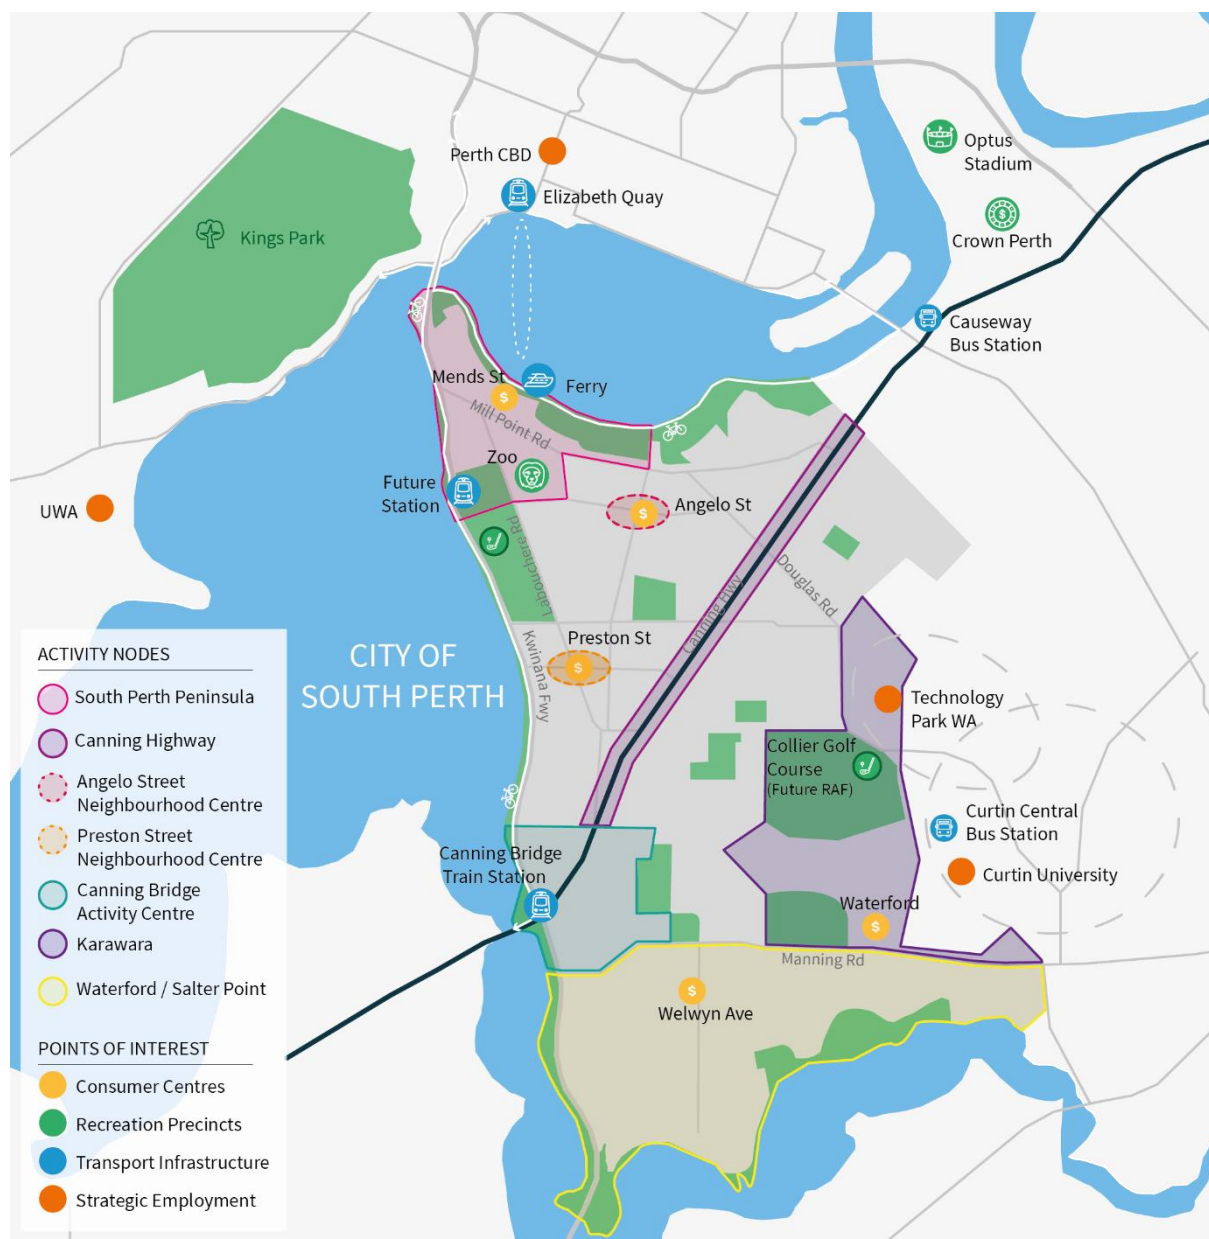 Perth CBD
Elizabeth Quay
Optus
Stadium
Kings Park
Crown Perth
Causeway
Bus Station
Mends St
Ferry
Mill Point Rd
Zoo
Future
Station
Angelo St
UWA
Labouchere Rd
Douglas Rd
Canning Hwy
Preston St
Kwinana Fwy
CITY OF
SOUTH PERTH
Technology
Park WA
Collier Golf
Course
(Future RAF)
Curtin Central
Bus Station
Canning Bridge
Train Station
Curtin University
Waterford
Manning Rd
Welwyn Ave
ACTIVITY NODES
South Perth Peninsula
Canning Highway
Angelo Street
Neighbourhood Centre
Preston Street
Neighbourhood Centre
Canning Bridge
Activity Centre
Karawara
Waterford / Salter Point
POINTS OF INTEREST
Consumer Centres
Recreation Precincts
Transport Infrastructure
Strategic Employment